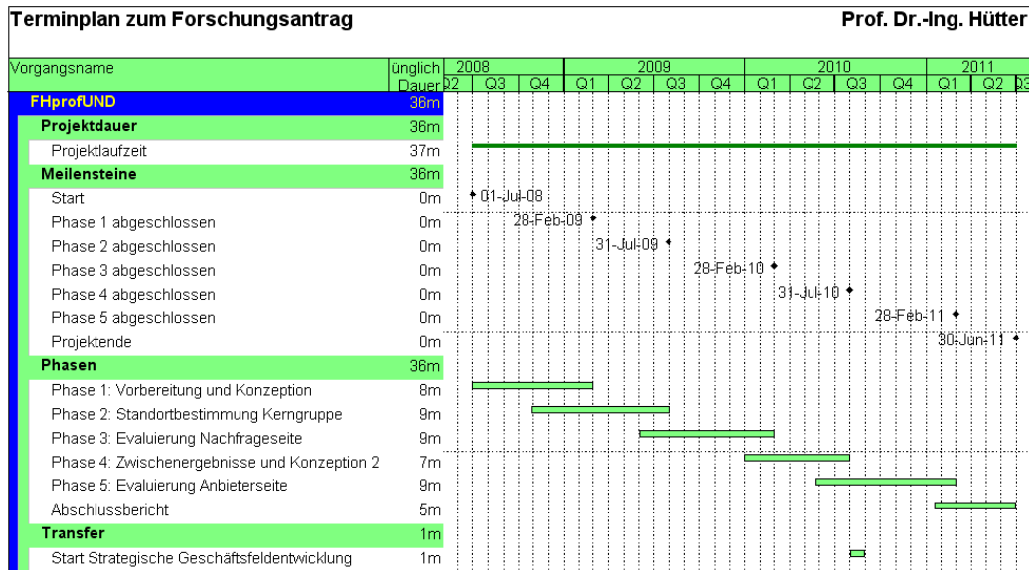 Terminplan zum Forschungsantrag Prof. Dr.-Ing. Hütter
Vorgangsname ünglich 2008 2009 2010 2011
Dauer Q2 Q3 Q4 Q1 Q2 Q3 Q4 Q1 Q2 Q3 Q4 Q1 Q2 Q3
FHprofUND 36m
Projektdauer 36m
Projektlaufzeit 37m
Meilensteine 36m
Start 0m 01-Jul-08
Phase 1 abgeschlossen 0m 28-Feb-09
Phase 2 abgeschlossen 0m 31-Jul-09
Phase 3 abgeschlossen 0m 28-Feb-10
Phase 4 abgeschlossen 0m 31-Jul-10
Phase 5 abgeschlossen 0m 28-Feb-11
Projektende 0m 30-Jun-11
Phasen 36m
Phase 1: Vorbereitung und Konzeption 8m
Phase 2: Standortbestimmung Kerngruppe 9m
Phase 3: Evaluierung Nachfrageseite 9m
Phase 4: Zwischenergebnisse und Konzeption 2 7m
Phase 5: Evaluierung Anbieterseite 9m
Abschlussbericht 5m
Transfer 1m
Start Strategische Geschäftsfeldentwicklung 1m